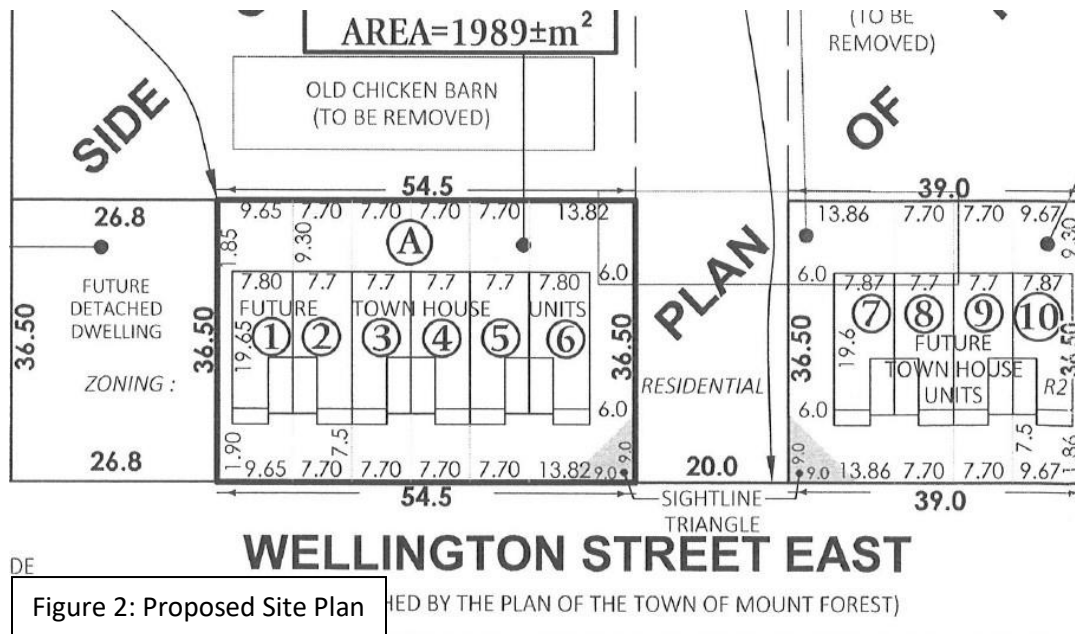 AREA=1989±m²
(TO BE
REMOVED)
OLD CHICKEN BARN
(TO BE REMOVED)
SIDE
PLAN
OF
54.5
39.0
26.8
9.65 7.70 7.70 7.70 7.70 13.82
13.86 7.70 7.70 9.67
1.85
9.30
A
9.30
6.0
6.0
7.80 7.7 7.7 7.7 7.7 7.80
7.87 7.7 7.7 7.87
FUTURE
DETACHED
DWELLING
FUTURE TOWN HOUSE UNITS
1 2 3 4 5 6
7 8 9 10
36.50
36.50
19.65
36.50
36.50
19.6
36.50
FUTURE
TOWN HOUSE
UNITS
ZONING :
RESIDENTIAL
R2
6.0
6.0
1.90
7.5
7.5
1.86
9.0
9.0
26.8
9.65 7.70 7.70 7.70 7.70 13.82 9.0
20.0
9.0 13.86 7.70 7.70 9.67
54.5
39.0
SIGHTLINE
TRIANGLE
WELLINGTON STREET EAST
DE
HED BY THE PLAN OF THE TOWN OF MOUNT FOREST)
Figure 2: Proposed Site Plan